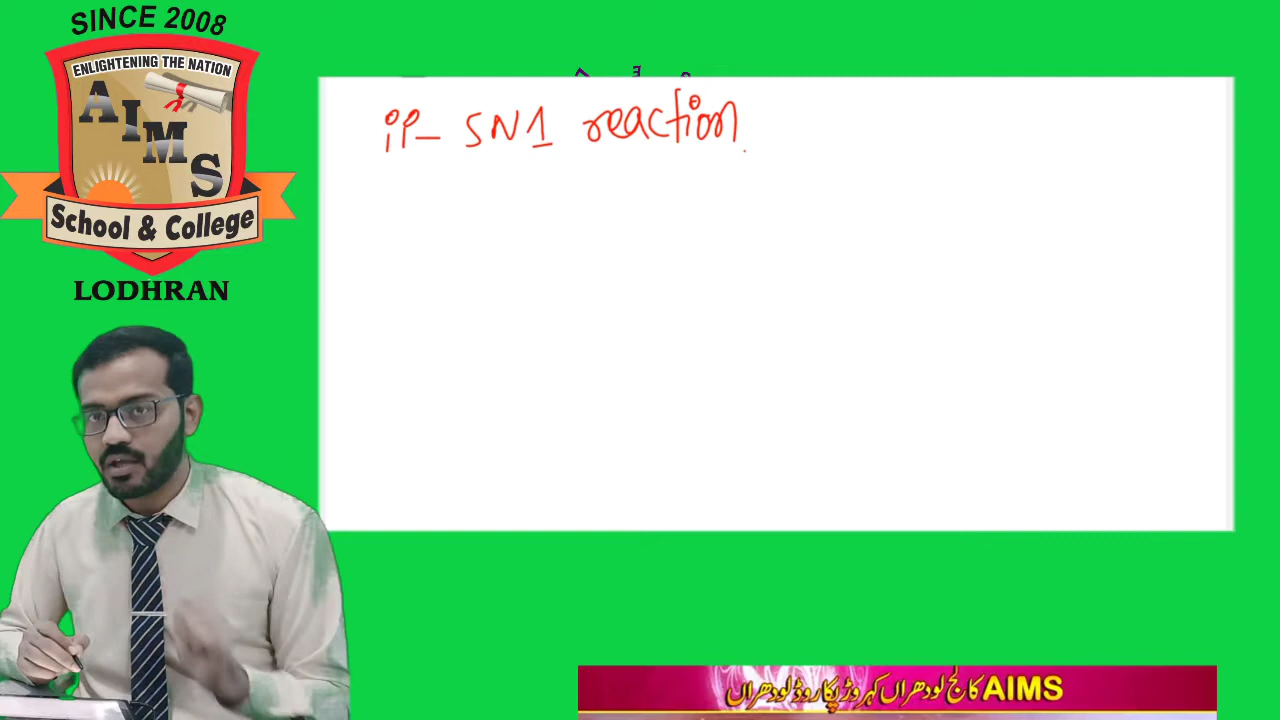 SINCE 2008
ENLIGHTENING THE NATION
AIMS
School & College
LODHRAN
ii- SN1 reaction
AIMS کالج لودھراں کہروڑ پکا روڈ لودھراں